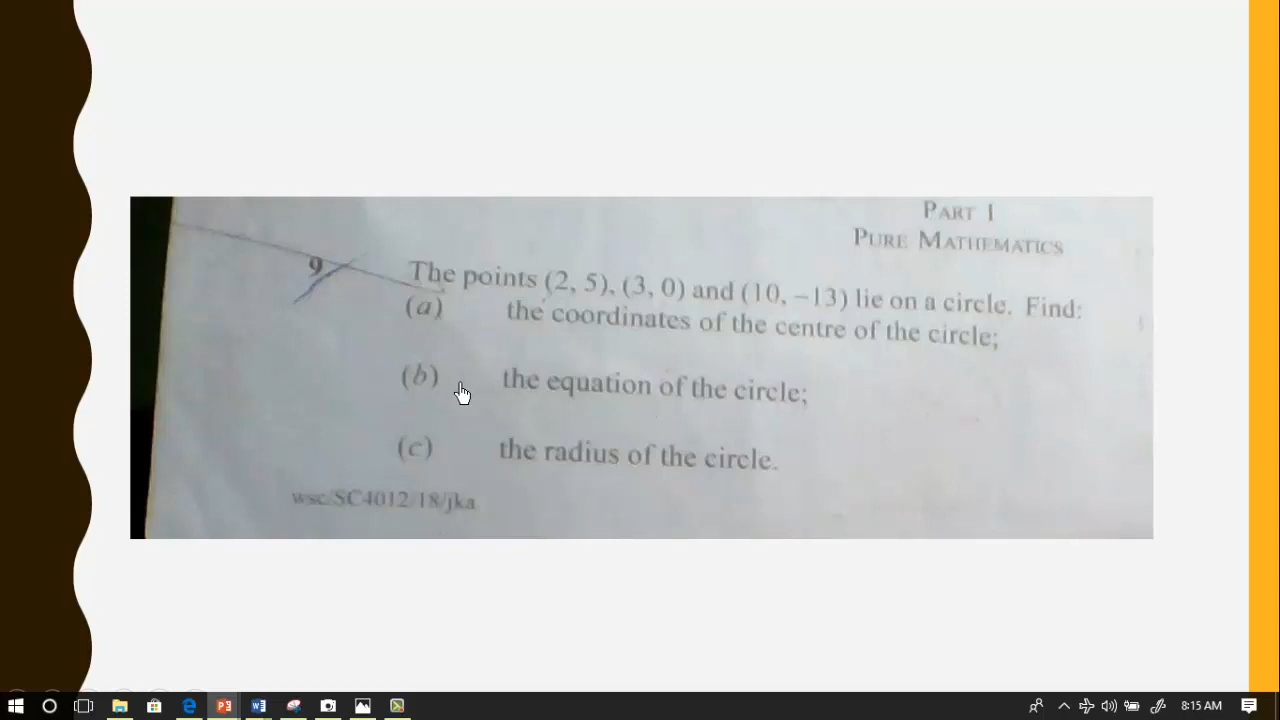 PART I
PURE MATHEMATICS
9 The points (2, 5), (3, 0) and (10, −13) lie on a circle. Find:
(a) the coordinates of the centre of the circle;
(b) the equation of the circle;
(c) the radius of the circle.
wsc/SC4012/18/jka
8:15 AM